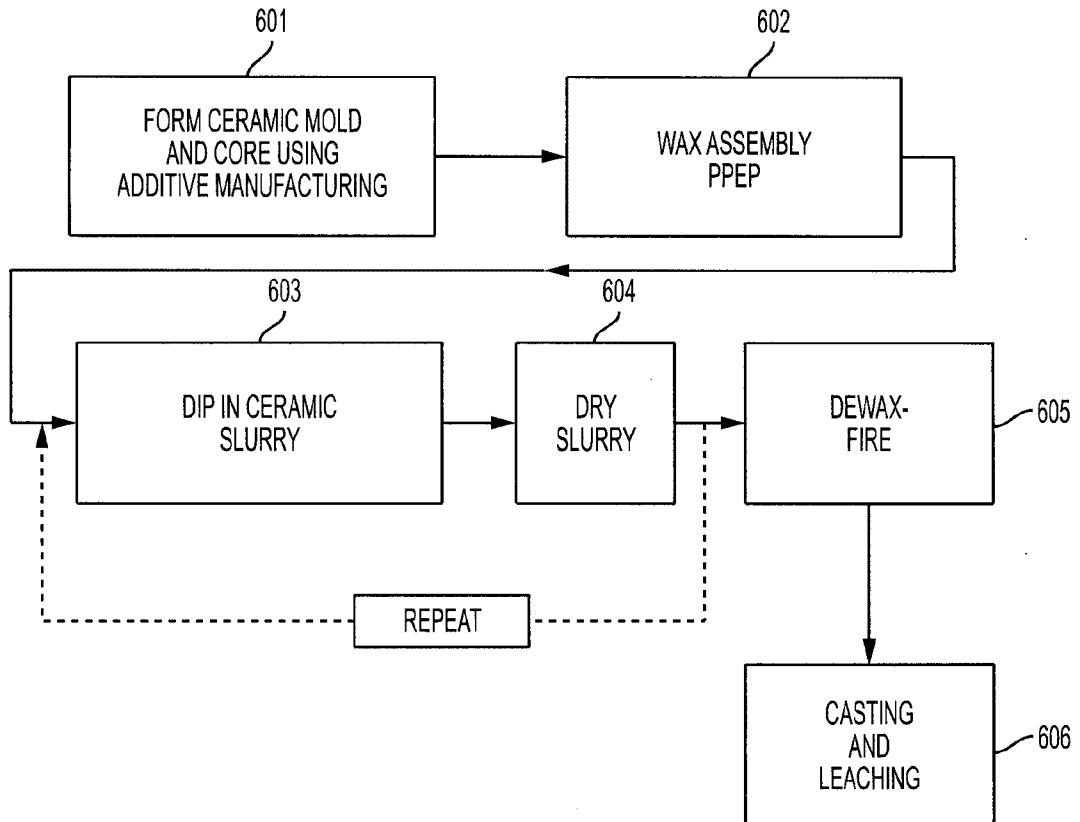 601
FORM CERAMIC MOLD
AND CORE USING
ADDITIVE MANUFACTURING
602
WAX ASSEMBLY
PPEP
603
DIP IN CERAMIC
SLURRY
604
DRY
SLURRY
DEWAX-
FIRE
605
REPEAT
CASTING
AND
LEACHING
606